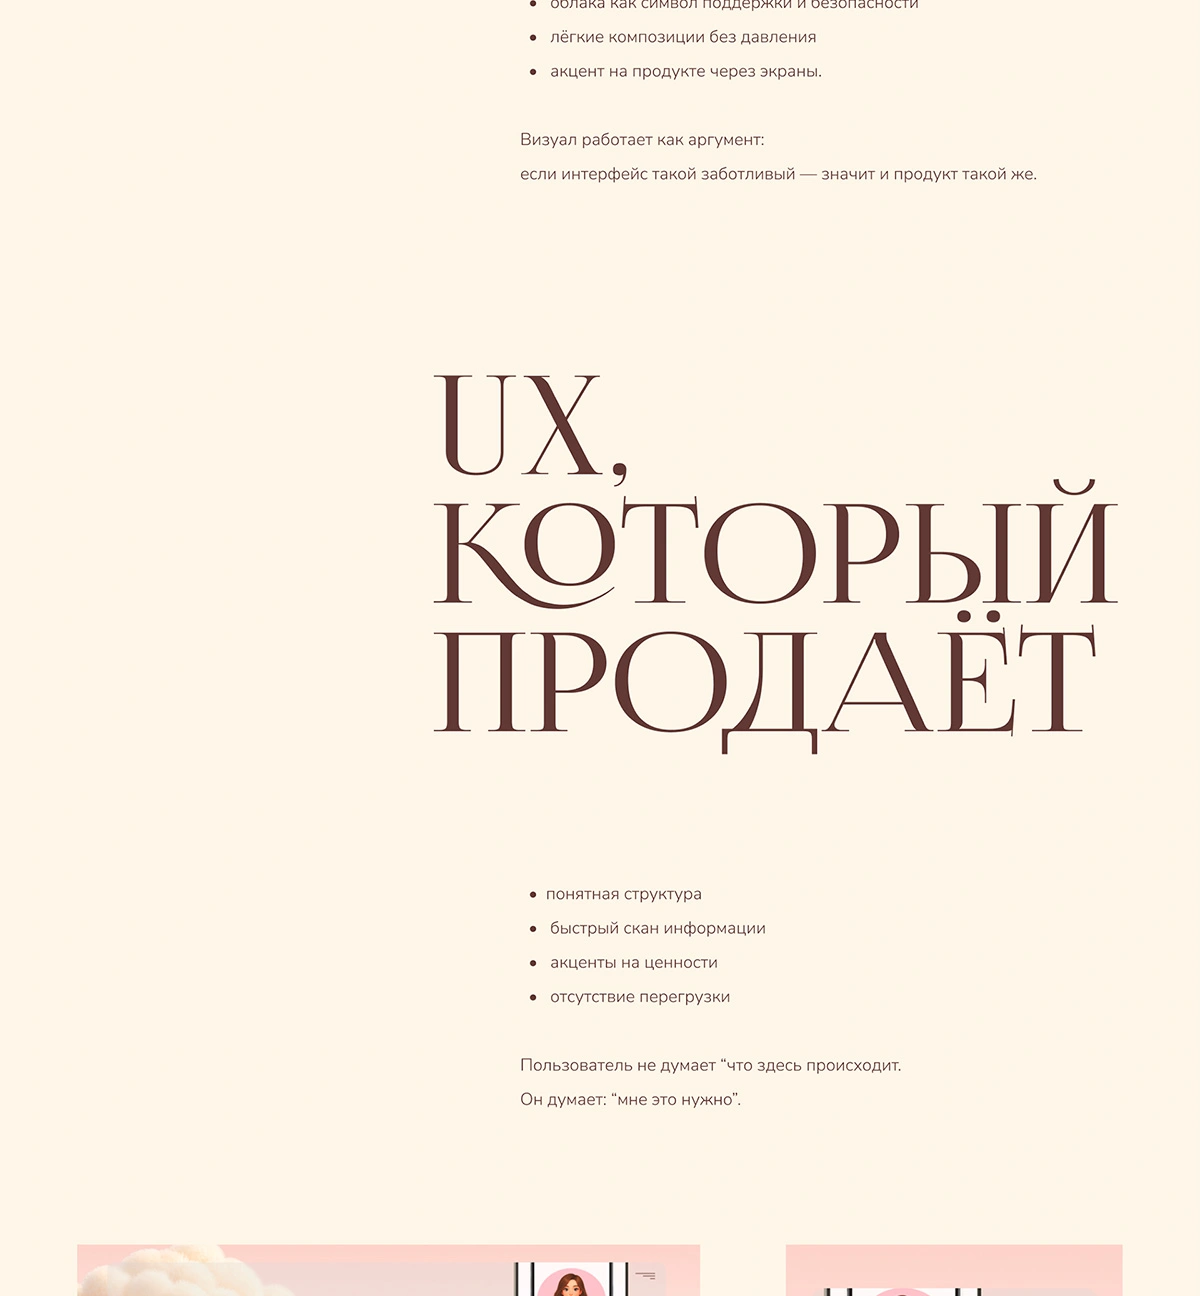 облака как символ поддержки и безопасности
• лёгкие композиции без давления
• акцент на продукте через экраны.
Визуал работает как аргумент:
если интерфейс такой заботливый — значит и продукт такой же.
UX,
КОТОРЫЙ
ПРОДАЁТ
• понятная структура
• быстрый скан информации
• акценты на ценности
• отсутствие перегрузки
Пользователь не думает “что здесь происходит.
Он думает: “мне это нужно”.